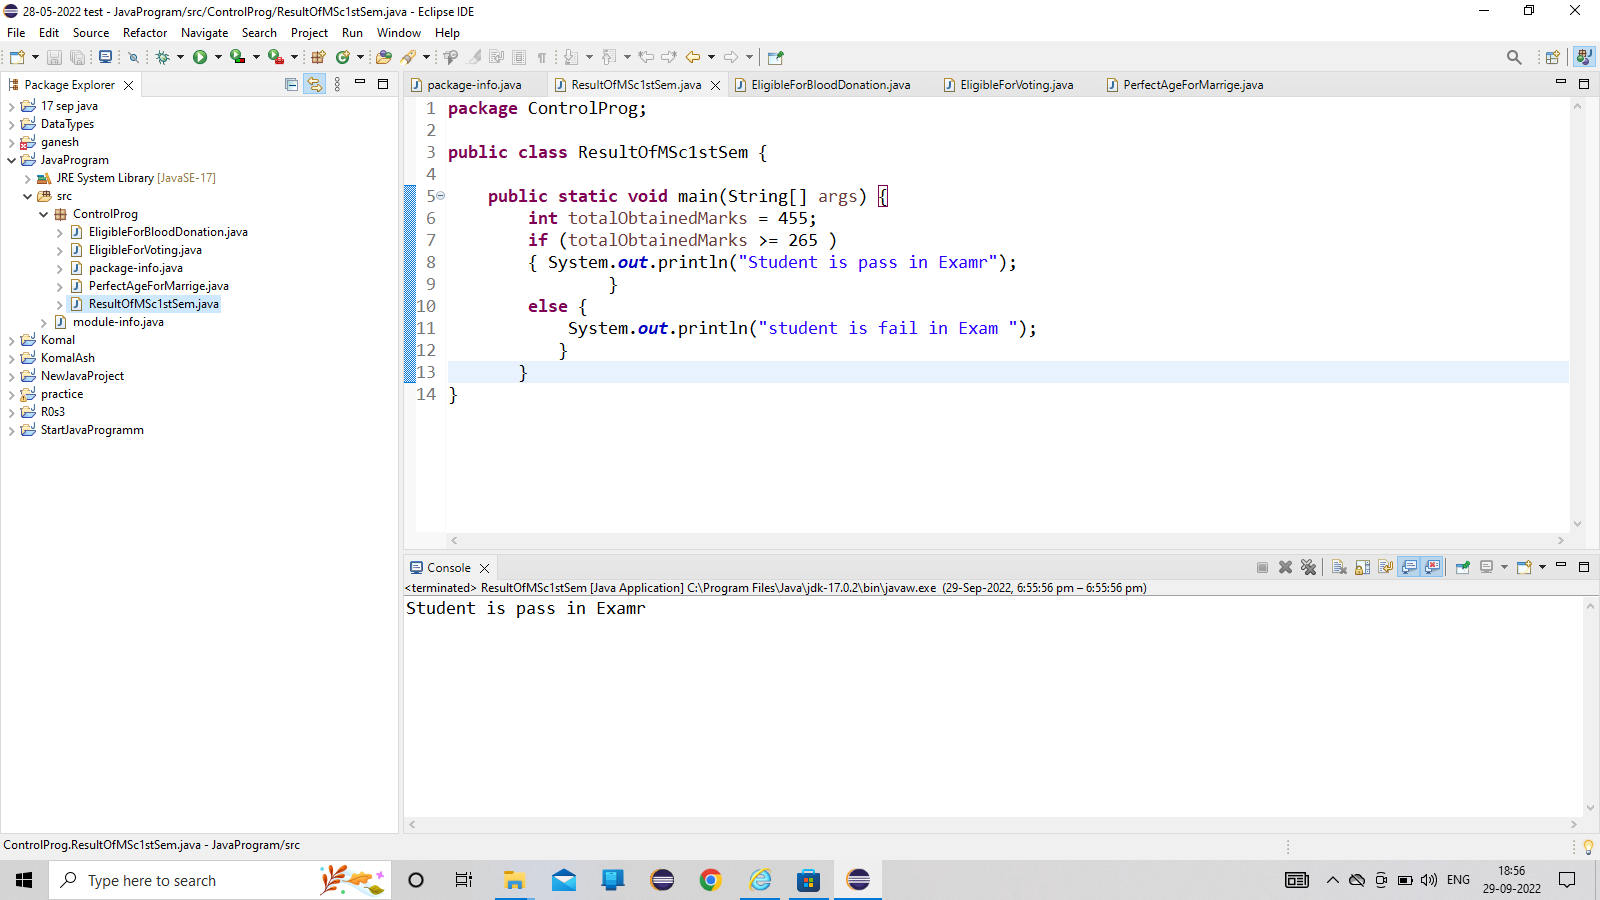 28-05-2022 test - JavaProgram/src/ControlProg/ResultOfMSc1stSem.java - Eclipse IDE
File Edit Source Refactor Navigate Search Project Run Window Help
Package Explorer
17 sep java
DataTypes
ganesh
JavaProgram
JRE System Library [JavaSE-17]
src
ControlProg
EligibleForBloodDonation.java
EligibleForVoting.java
package-info.java
PerfectAgeForMarrige.java
ResultOfMSc1stSem.java
module-info.java
Komal
KomalAsh
NewJavaProject
practice
R0s3
StartJavaProgramm
package-info.java ResultOfMSc1stSem.java EligibleForBloodDonation.java EligibleForVoting.java PerfectAgeForMarrige.java
1 package ControlProg;
2
3 public class ResultOfMSc1stSem {
4
5 public static void main(String[] args) {
6 int totalObtainedMarks = 455;
7 if (totalObtainedMarks >= 265 )
8 { System.out.println("Student is pass in Examr");
9 }
10 else {
11 System.out.println("student is fail in Exam ");
12 }
13 }
14 }
Console
<terminated> ResultOfMSc1stSem [Java Application] C:\Program Files\Java\jdk-17.0.2\bin\javaw.exe (29-Sep-2022, 6:55:56 pm – 6:55:56 pm)
Student is pass in Examr
ControlProg.ResultOfMSc1stSem.java - JavaProgram/src
Type here to search
ENG
18:56
29-09-2022